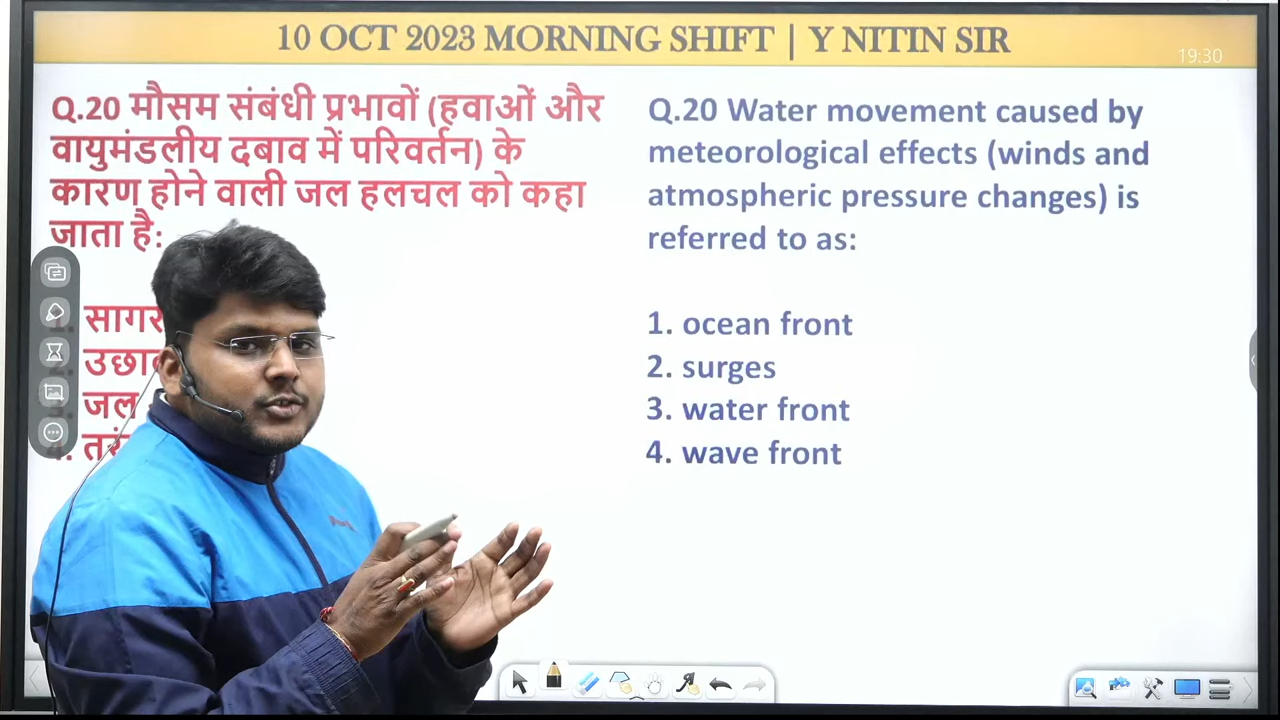 10 OCT 2023 MORNING SHIFT | Y NITIN SIR
19:30
Q.20 मौसम संबंधी प्रभावों (हवाओं और
वायुमंडलीय दबाव में परिवर्तन) के
कारण होने वाली जल हलचल को कहा
जाता है:
जल
Q.20 Water movement caused by
meteorological effects (winds and
atmospheric pressure changes) is
referred to as:
1. ocean front
2. surges
3. water front
4. wave front